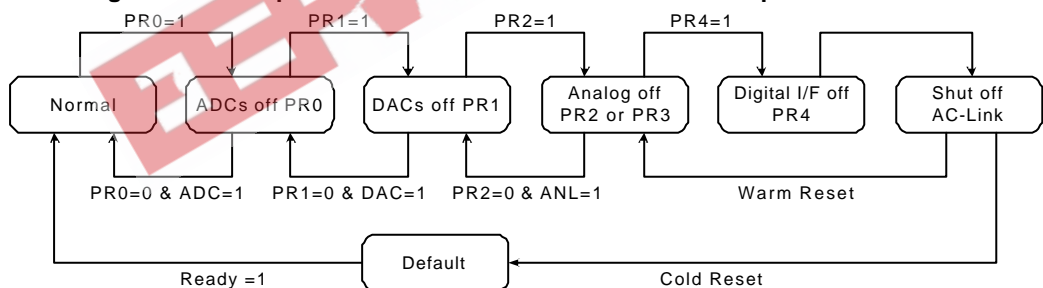 PR0=1 PR1=1 PR2=1 PR4=1
Normal
ADCs off PR0
DACs off PR1
Analog off
PR2 or PR3
Digital I/F off
PR4
Shut off
AC-Link
PR0=0 & ADC=1
PR1=0 & DAC=1
PR2=0 & ANL=1
Warm Reset
Default
Ready =1
Cold Reset